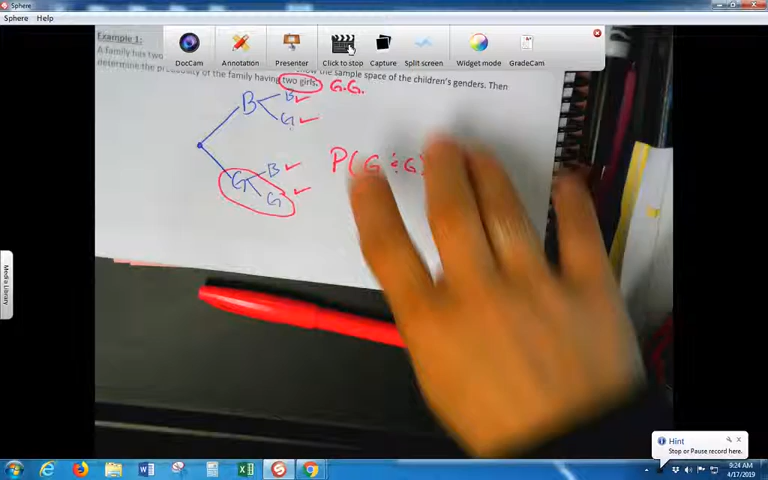 Sphere
Sphere Help
Example 1:
DocCam Annotation Presenter Click to stop Capture Split screen Widget mode GradeCam
A family has two
show the sample space of the children's genders. Then
determine the probability of the family having two girls. G.G.
B B
G
P(G & G)
G B
G
Media Library
Hint
Stop or Pause record here.
9:24 AM
4/17/2019